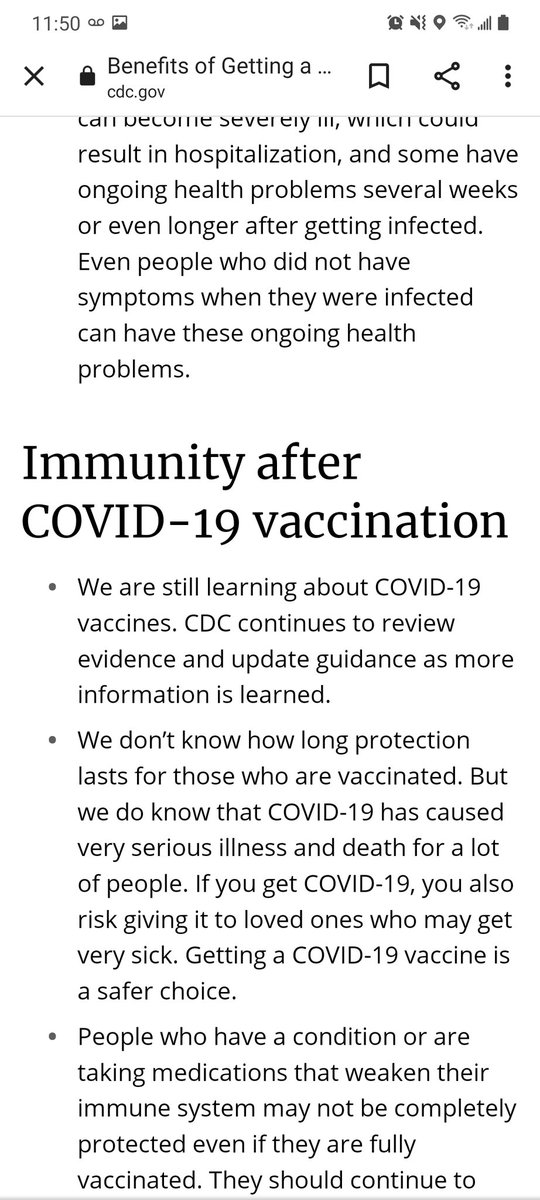 11:50
Benefits of Getting a ...
cdc.gov
can become severely ill, which could
result in hospitalization, and some have
ongoing health problems several weeks
or even longer after getting infected.
Even people who did not have
symptoms when they were infected
can have these ongoing health
problems.
Immunity after
COVID-19 vaccination
• We are still learning about COVID-19
vaccines. CDC continues to review
evidence and update guidance as more
information is learned.
• We don’t know how long protection
lasts for those who are vaccinated. But
we do know that COVID-19 has caused
very serious illness and death for a lot
of people. If you get COVID-19, you also
risk giving it to loved ones who may get
very sick. Getting a COVID-19 vaccine is
a safer choice.
• People who have a condition or are
taking medications that weaken their
immune system may not be completely
protected even if they are fully
vaccinated. They should continue to